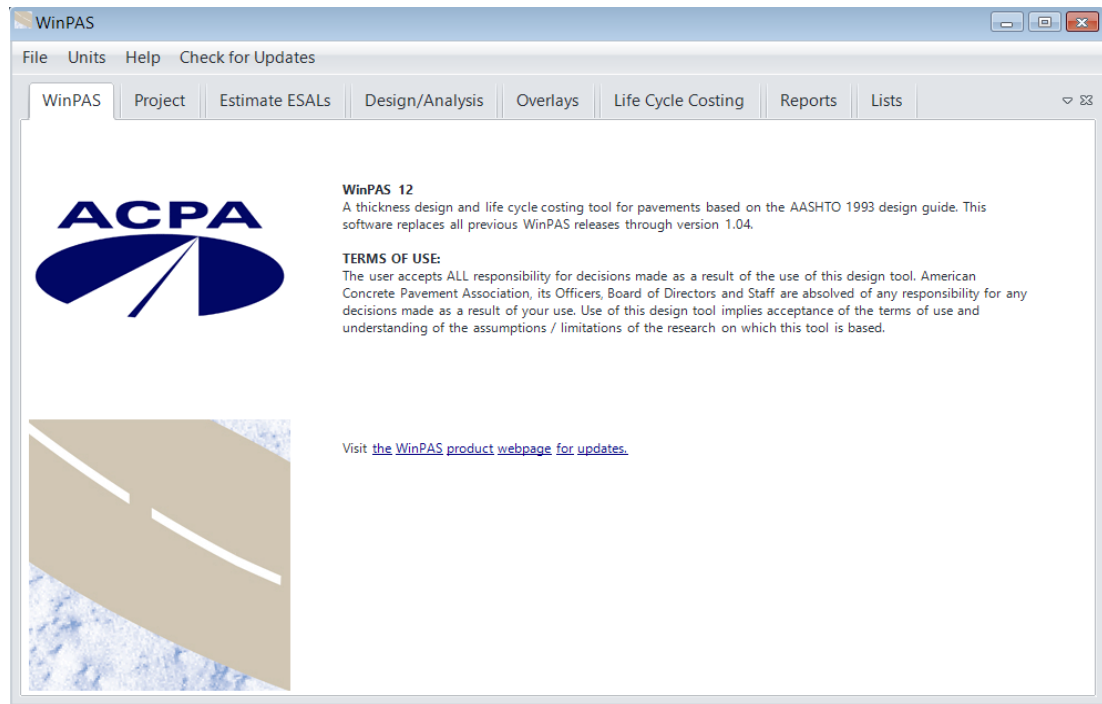 WinPAS
File Units Help Check for Updates
WinPAS Project Estimate ESALs Design/Analysis Overlays Life Cycle Costing Reports Lists
ACPA
WinPAS 12
A thickness design and life cycle costing tool for pavements based on the AASHTO 1993 design guide. This
software replaces all previous WinPAS releases through version 1.04.
TERMS OF USE:
The user accepts ALL responsibility for decisions made as a result of the use of this design tool. American
Concrete Pavement Association, its Officers, Board of Directors and Staff are absolved of any responsibility for any
decisions made as a result of your use. Use of this design tool implies acceptance of the terms of use and
understanding of the assumptions / limitations of the research on which this tool is based.
Visit the WinPAS product webpage for updates.